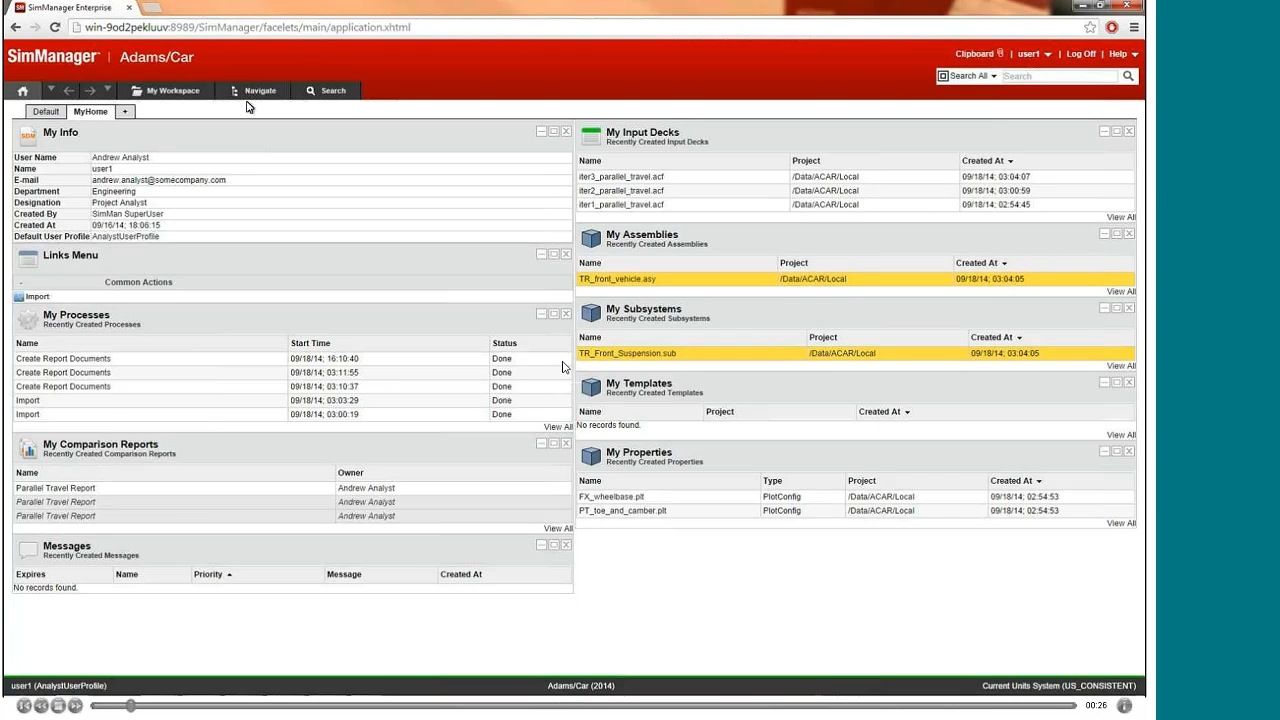 SimManager Enterprise
win-9od2pekluuv:8989/SimManager/facelets/main/application.xhtml
SimManager | Adams/Car
Clipboard | user1 | Log Off | Help
Search All Search
My Workspace Navigate Search
Default MyHome +
My Info
User Name Andrew Analyst
Name user1
E-mail andrew.analyst@somecompany.com
Department Engineering
Designation Project Analyst
Created By SimMan SuperUser
Created At 09/16/14; 18:06:15
Default User Profile AnalystUserProfile
Links Menu
- Common Actions
Import
My Processes
Recently Created Processes
Name Start Time Status
Create Report Documents 09/18/14; 16:10:40 Done
Create Report Documents 09/18/14; 03:11:55 Done
Create Report Documents 09/18/14; 03:10:37 Done
Import 09/18/14; 03:03:29 Done
Import 09/18/14; 03:00:19 Done
View All
My Comparison Reports
Recently Created Comparison Reports
Name Owner
Parallel Travel Report Andrew Analyst
Parallel Travel Report Andrew Analyst
Parallel Travel Report Andrew Analyst
View All
Messages
Recently Created Messages
Expires Name Priority Message Created At
No records found.
My Input Decks
Recently Created Input Decks
Name Project Created At
iter3_parallel_travel.acf /Data/ACAR/Local 09/18/14; 03:04:07
iter2_parallel_travel.acf /Data/ACAR/Local 09/18/14; 03:00:59
iter1_parallel_travel.acf /Data/ACAR/Local 09/18/14; 02:54:45
View All
My Assemblies
Recently Created Assemblies
Name Project Created At
TR_front_vehicle.asy /Data/ACAR/Local 09/18/14; 03:04:05
View All
My Subsystems
Recently Created Subsystems
Name Project Created At
TR_Front_Suspension.sub /Data/ACAR/Local 09/18/14; 03:04:05
View All
My Templates
Recently Created Templates
Name Project Created At
No records found.
View All
My Properties
Recently Created Properties
Name Type Project Created At
FX_wheelbase.plt PlotConfig /Data/ACAR/Local 09/18/14; 02:54:53
PT_toe_and_camber.plt PlotConfig /Data/ACAR/Local 09/18/14; 02:54:53
View All
user1 (AnalystUserProfile) Adams/Car (2014) Current Units System (US_CONSISTENT)
00:26